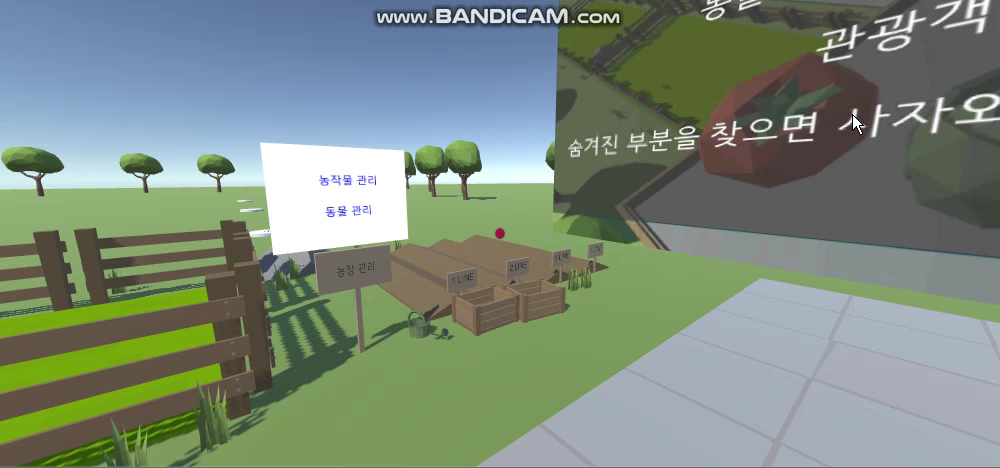 www.BANDICAM.com
관광객
숨겨진 부분을 찾으면 사자오
농작물 관리
동물 관리
농장 관리
1 LINE
2 LINE